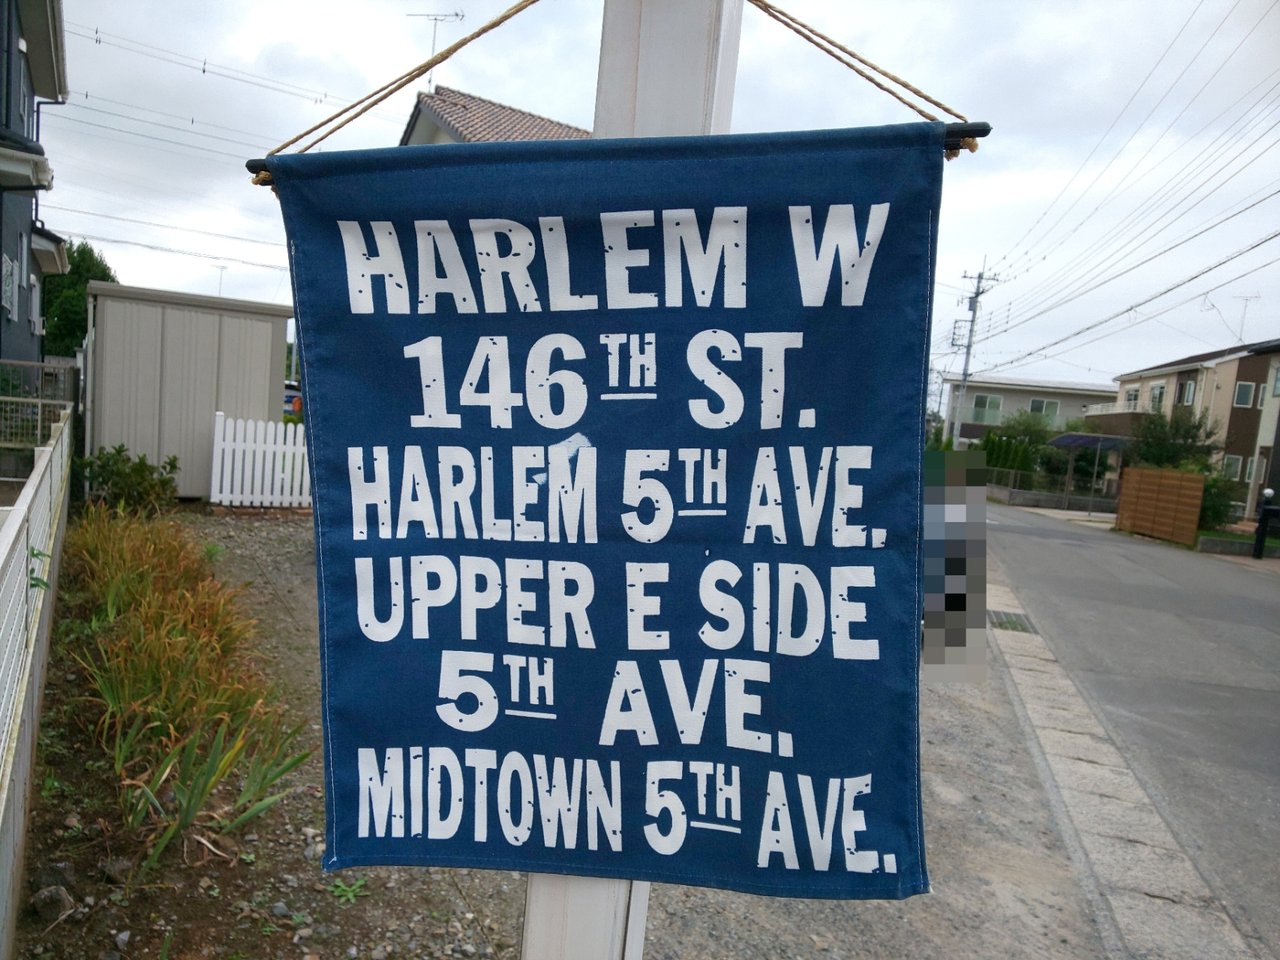 HARLEM W
146TH ST.
HARLEM 5TH AVE.
UPPER E SIDE
5TH AVE.
MIDTOWN 5TH AVE.